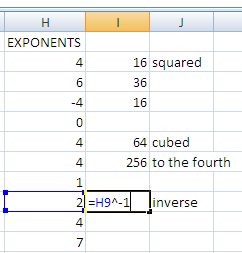 H I J
EXPONENTS
4 16 squared
6 36
-4 16
0
4 64 cubed
4 256 to the fourth
1
2 =H9^-1 inverse
4
7